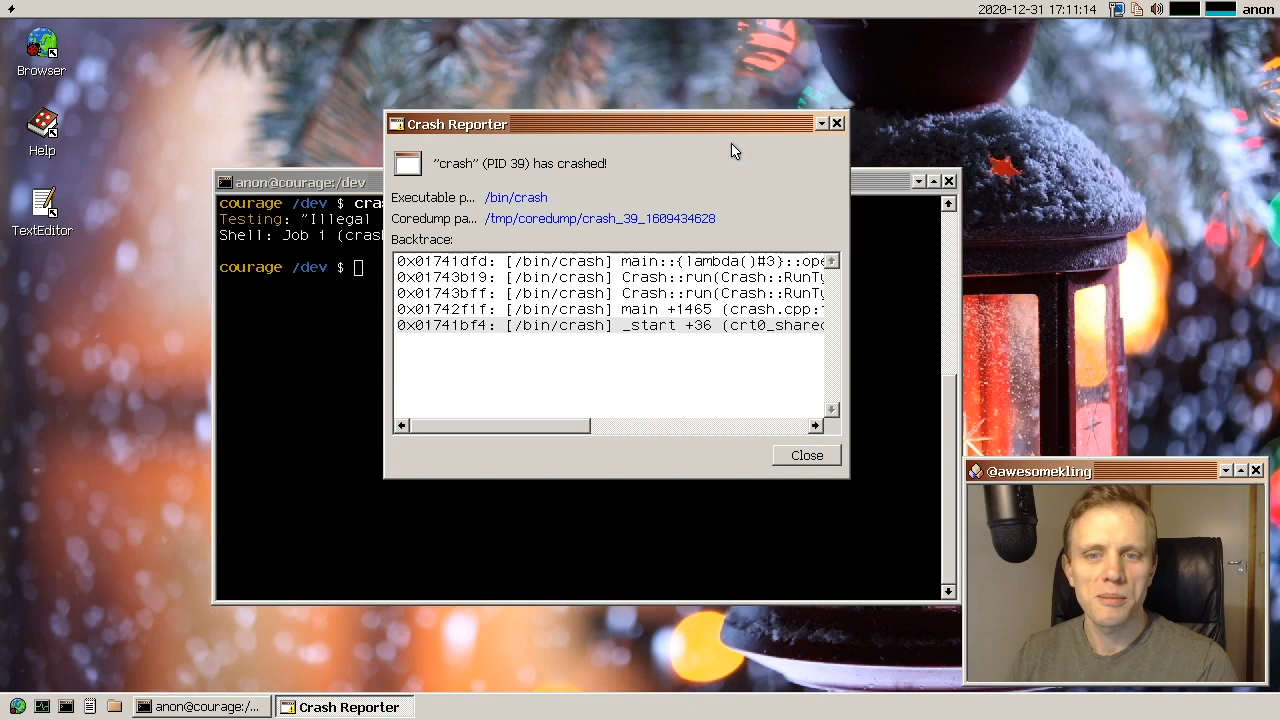 2020-12-31 17:11:14
anon
Browser
Help
TextEditor
anon@courage:/dev
courage /dev $ cra
Testing: "Illegal
Shell: Job 1 (crash
courage /dev $
Crash Reporter
"crash" (PID 39) has crashed!
Executable p... /bin/crash
Coredump pa... /tmp/coredump/crash_39_1609434628
Backtrace:
0x01741dfd: [/bin/crash] main::{lambda()#3}::ope
0x01743b19: [/bin/crash] Crash::run(Crash::RunTy
0x01743bff: [/bin/crash] Crash::run(Crash::RunTy
0x01742f1f: [/bin/crash] main +1465 (crash.cpp:
0x01741bf4: [/bin/crash] _start +36 (crt0_shared
Close
@awesomekling
anon@courage:/...
Crash Reporter